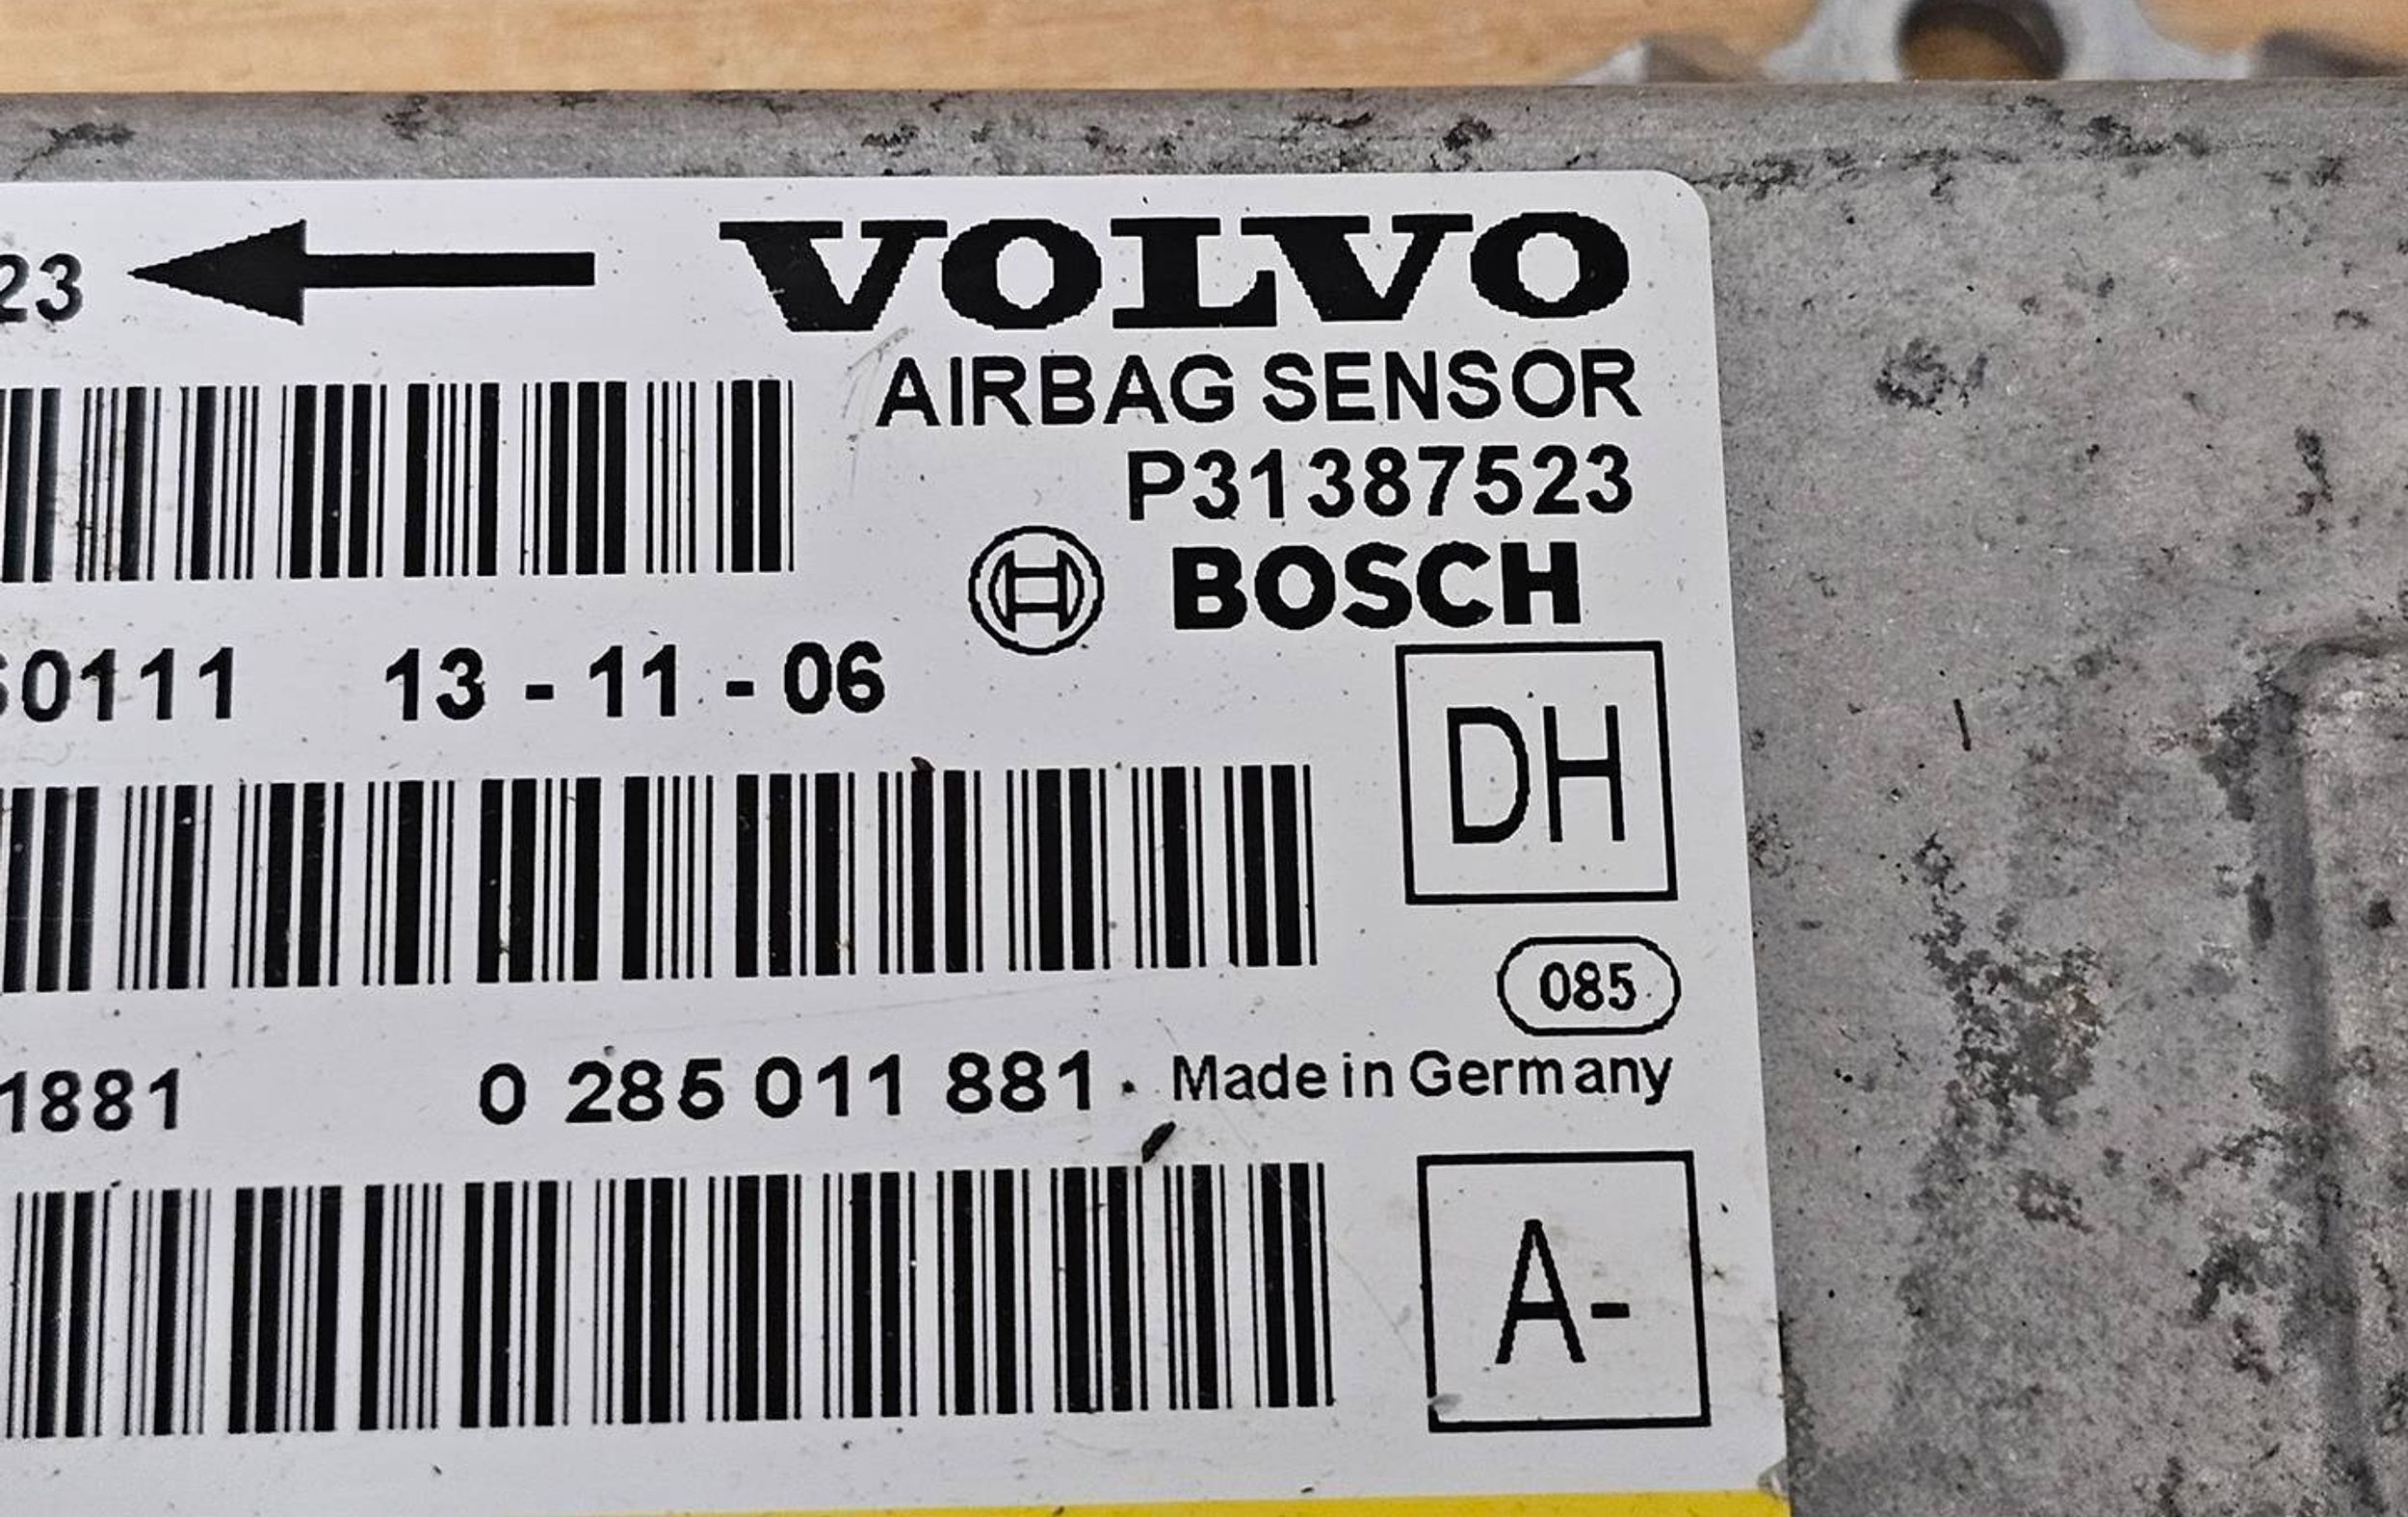 23 VOLVO
AIRBAG SENSOR
P31387523
BOSCH
0111 13 - 11 - 06
DH
085
1881 0 285 011 881 Made in Germany
A-